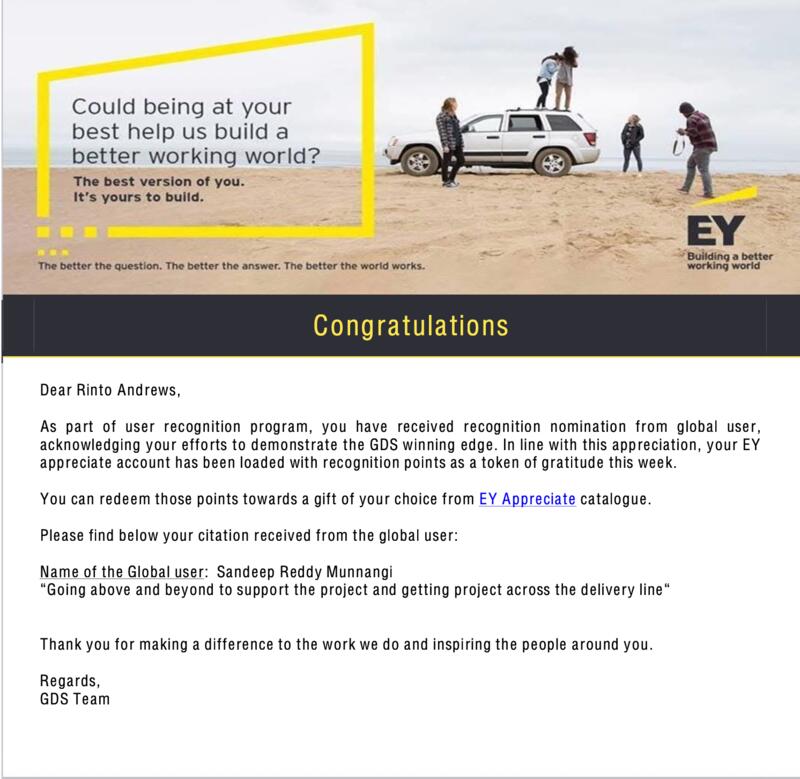 Could being at your
best help us build a
better working world?
The best version of you.
It's yours to build.
The better the question. The better the answer. The better the world works.
EY
Building a better
working world
Congratulations
Dear Rinto Andrews,
As part of user recognition program, you have received recognition nomination from global user,
acknowledging your efforts to demonstrate the GDS winning edge. In line with this appreciation, your EY
appreciate account has been loaded with recognition points as a token of gratitude this week.
You can redeem those points towards a gift of your choice from EY Appreciate catalogue.
Please find below your citation received from the global user:
Name of the Global user: Sandeep Reddy Munnangi
“Going above and beyond to support the project and getting project across the delivery line“
Thank you for making a difference to the work we do and inspiring the people around you.
Regards,
GDS Team